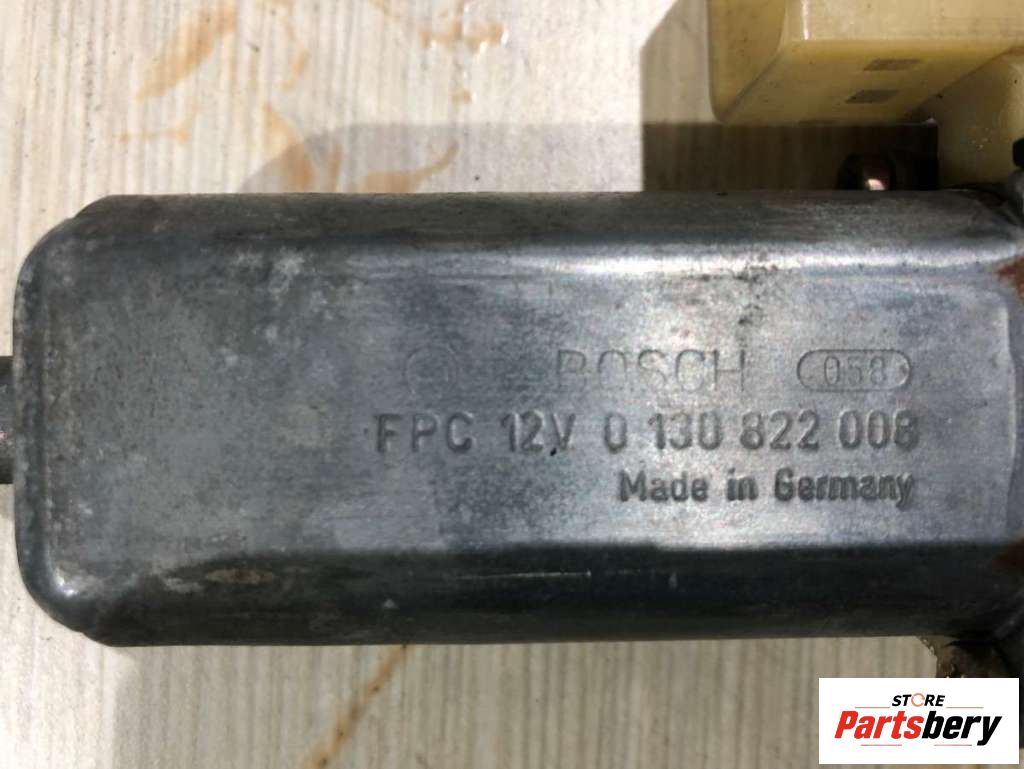 BOSCH 058
FPC 12V 0 130 822 008
Made in Germany
STORE
Partsbery